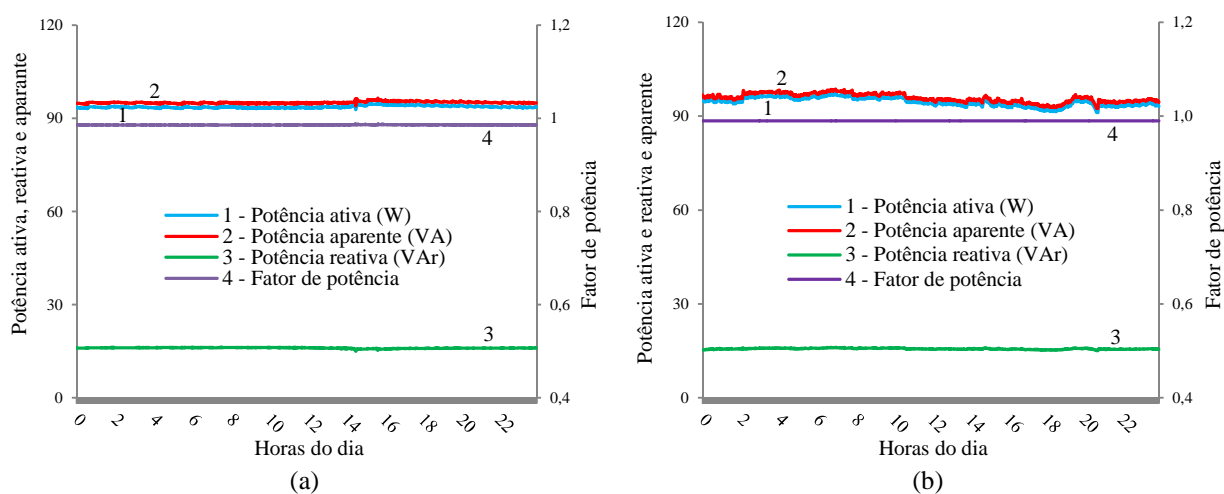 Potência ativa, reativa e aparante
120
90
60
30
0
1,2
1
0,8
0,6
0,4
Fator de potência
2
1
4
3
1 - Potência ativa (W)
2 - Potência aparente (VA)
3 - Potência reativa (VAr)
4 - Fator de potência
0 2 4 6 8 10 12 14 16 18 20 22
Horas do dia
(a)
Potência ativa e reativa e aparente
120
90
60
30
0
1,2
1,0
0,8
0,6
0,4
Fator de potência
2
1
4
3
1 - Potência ativa (W)
2 - Potência aparente (VA)
3 - Potência reativa (VAr)
4 - Fator de potência
0 2 4 6 8 10 12 14 16 18 20 22
Horas do dia
(b)